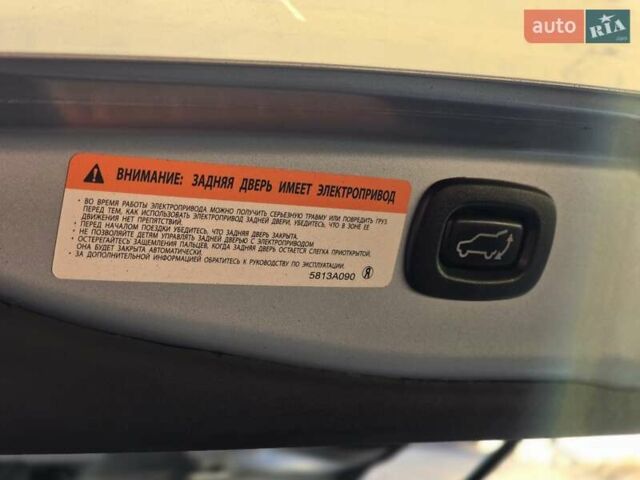 auto RIA .com
ВНИМАНИЕ: ЗАДНЯЯ ДВЕРЬ ИМЕЕТ ЭЛЕКТРОПРИВОД
• ВО ВРЕМЯ РАБОТЫ ЭЛЕКТРОПРИВОДА МОЖНО ПОЛУЧИТЬ СЕРЬЕЗНУЮ ТРАВМУ ИЛИ ПОВРЕДИТЬ ГРУЗ.
ПЕРЕД ТЕМ, КАК ИСПОЛЬЗОВАТЬ ЭЛЕКТРОПРИВОД ЗАДНЕЙ ДВЕРИ, УБЕДИТЕСЬ, ЧТО В ЗОНЕ ЕЕ
ДВИЖЕНИЯ НЕТ ПРЕПЯТСТВИЙ.
• ПЕРЕД НАЧАЛОМ ПОЕЗДКИ УБЕДИТЕСЬ, ЧТО ЗАДНЯЯ ДВЕРЬ ЗАКРЫТА.
• НЕ ПОЗВОЛЯЙТЕ ДЕТЯМ УПРАВЛЯТЬ ЗАДНЕЙ ДВЕРЬЮ С ЭЛЕКТРОПРИВОДОМ
• ОСТЕРЕГАЙТЕСЬ ЗАЩЕМЛЕНИЯ ПАЛЬЦЕВ, КОГДА ЗАДНЯЯ ДВЕРЬ ОСТАЕТСЯ СЛЕГКА ПРИОТКРЫТОЙ,
ОНА БУДЕТ ЗАКРЫТА АВТОМАТИЧЕСКИ.
• ЗА ДОПОЛНИТЕЛЬНОЙ ИНФОРМАЦИЕЙ ОБРАТИТЕСЬ К РУКОВОДСТВУ ПО ЭКСПЛУАТАЦИИ.
5813A090 Я